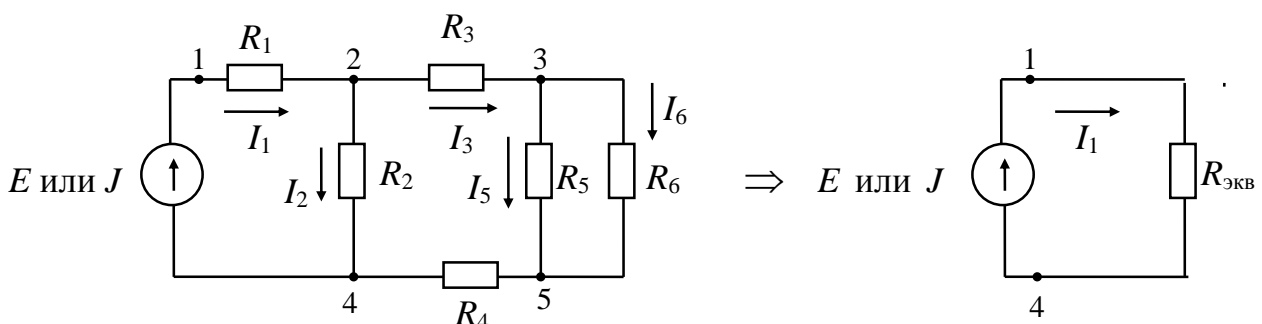 R₁ R₃
1 2 3 1
I₁ I₃ I₆ I₁
E или J I₂ R₂ I₅ R₅ R₆ ⇒ E или J Rэкв
4 R₄ 5 4